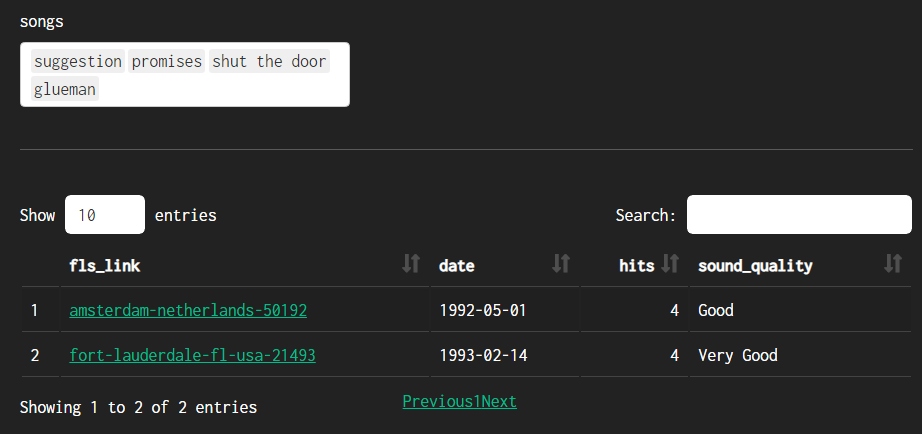 songs
suggestion promises shut the door
glueman
Show 10 entries Search:
fls_link date hits sound_quality
1 amsterdam-netherlands-50192 1992-05-01 4 Good
2 fort-lauderdale-fl-usa-21493 1993-02-14 4 Very Good
Showing 1 to 2 of 2 entries Previous1Next